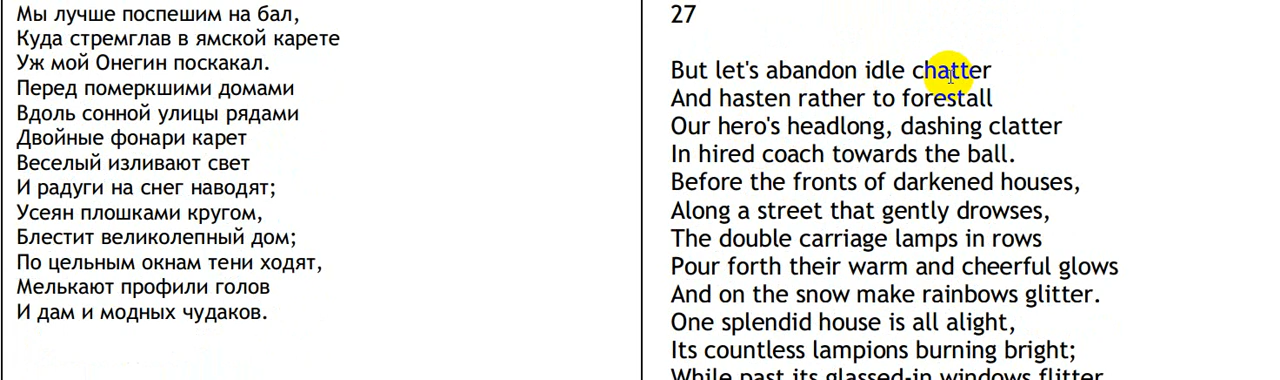 Мы лучше поспешим на бал,
Куда стремглав в ямской карете
Уж мой Онегин поскакал.
Перед померкшими домами
Вдоль сонной улицы рядами
Двойные фонари карет
Веселый изливают свет
И радуги на снег наводят;
Усеян плошками кругом,
Блестит великолепный дом;
По цельным окнам тени ходят,
Мелькают профили голов
И дам и модных чудаков.
27
But let's abandon idle chatter
And hasten rather to forestall
Our hero's headlong, dashing clatter
In hired coach towards the ball.
Before the fronts of darkened houses,
Along a street that gently drowses,
The double carriage lamps in rows
Pour forth their warm and cheerful glows
And on the snow make rainbows glitter.
One splendid house is all alight,
Its countless lampions burning bright;
While past its glassed-in windows flitter